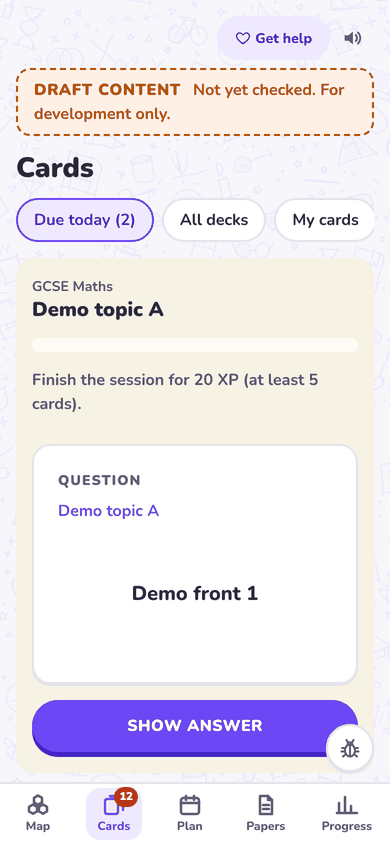 Get help
DRAFT CONTENT Not yet checked. For
development only.
Cards
Due today (2)
All decks
My cards
GCSE Maths
Demo topic A
Finish the session for 20 XP (at least 5
cards).
QUESTION
Demo topic A
Demo front 1
SHOW ANSWER
12
Map
Cards
Plan
Papers
Progress